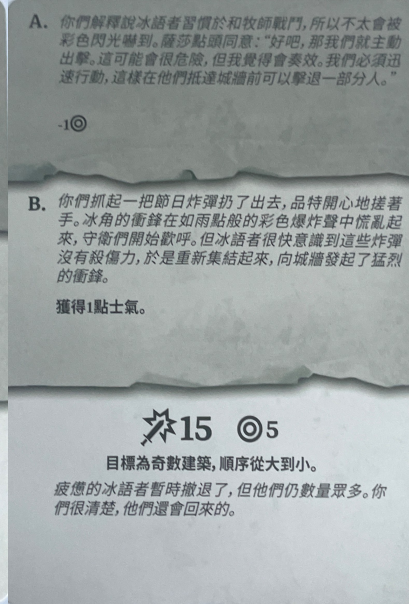 A. 你們解釋說冰語者習慣於和牧師戰鬥，所以不太會被
彩色閃光嚇到。薩莎點頭同意：“好吧，那我們就主動
出擊。這可能會很危險，但我覺得會奏效。我們必須迅
速行動，這樣在他們抵達城牆前可以擊退一部分人。”
-1◎
B. 你們抓起一把節日炸彈扔了出去，品特開心地搓著
手。冰角的衝鋒在如雨點般的彩色爆炸聲中慌亂起
來，守衛們開始歡呼。但冰語者很快意識到這些炸彈
沒有殺傷力，於是重新集結起來，向城牆發起了猛烈
的衝鋒。
獲得1點士氣。
15 ◎5
目標為奇數建築，順序從大到小。
疲憊的冰語者暫時撤退了，但他們仍數量眾多。你
們很清楚，他們還會回來的。